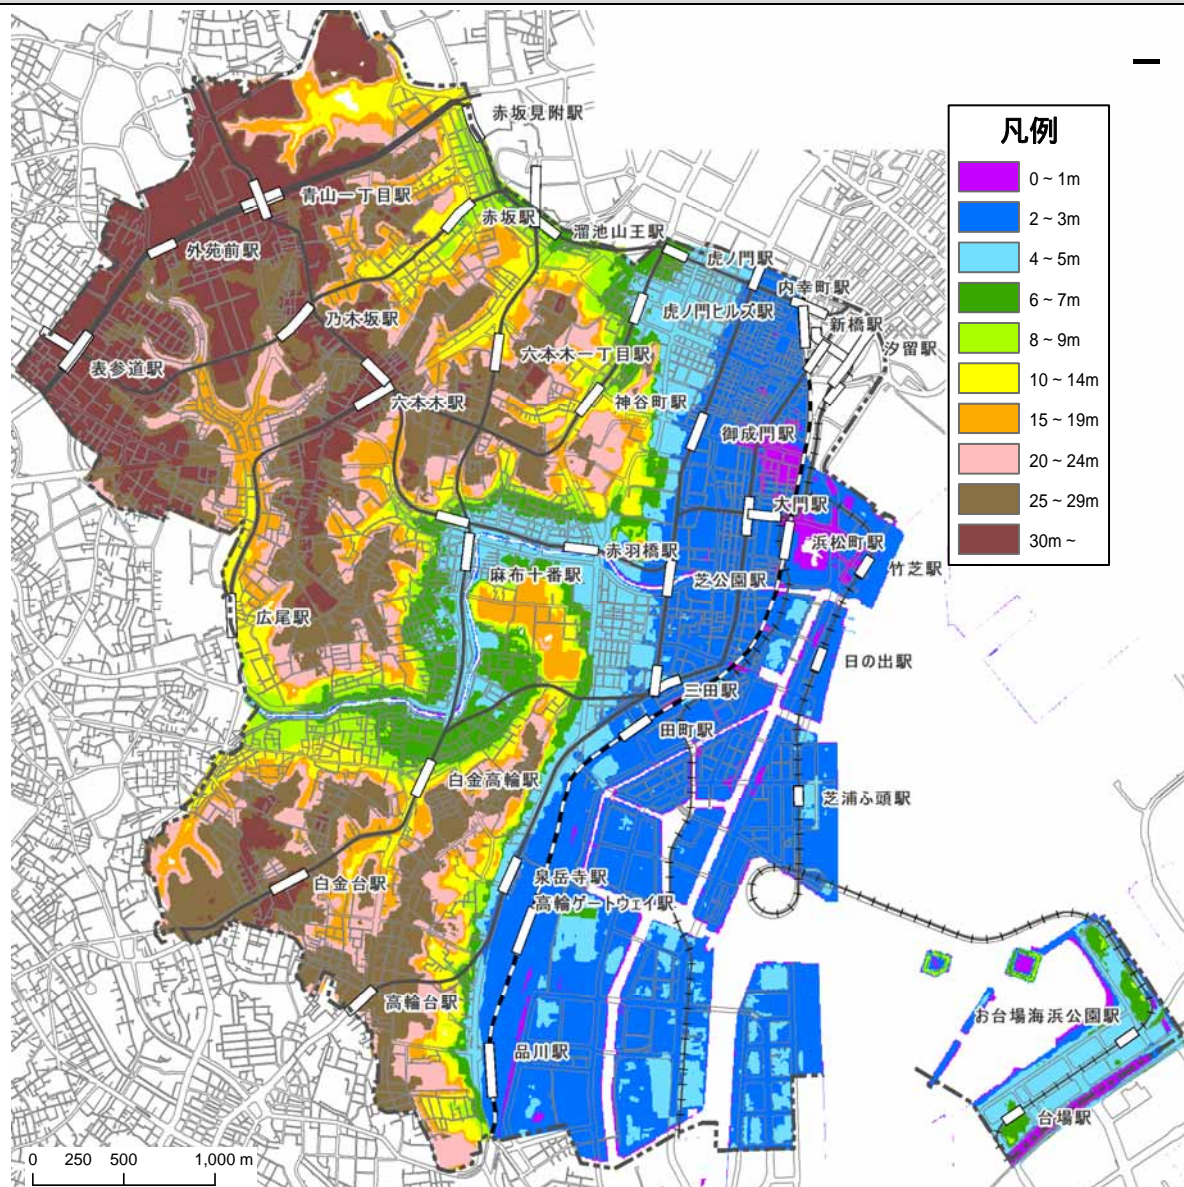 赤坂見附駅
凡例
0 ~ 1m
2 ~ 3m
4 ~ 5m
6 ~ 7m
8 ~ 9m
10 ~ 14m
15 ~ 19m
20 ~ 24m
25 ~ 29m
30m ~
青山一丁目駅
赤坂駅
溜池山王駅
外苑前駅
虎ノ門駅
内幸町駅
虎ノ門ヒルズ駅
乃木坂駅
新橋駅
汐留駅
六本木一丁目駅
表参道駅
六本木駅
神谷町駅
御成門駅
大門駅
浜松町駅
赤羽橋駅
竹芝駅
麻布十番駅
芝公園駅
広尾駅
日の出駅
三田駅
田町駅
白金高輪駅
芝浦ふ頭駅
白金台駅
泉岳寺駅
高輪ゲートウェイ駅
高輪台駅
お台場海浜公園駅
品川駅
台場駅
0 250 500 1,000 m